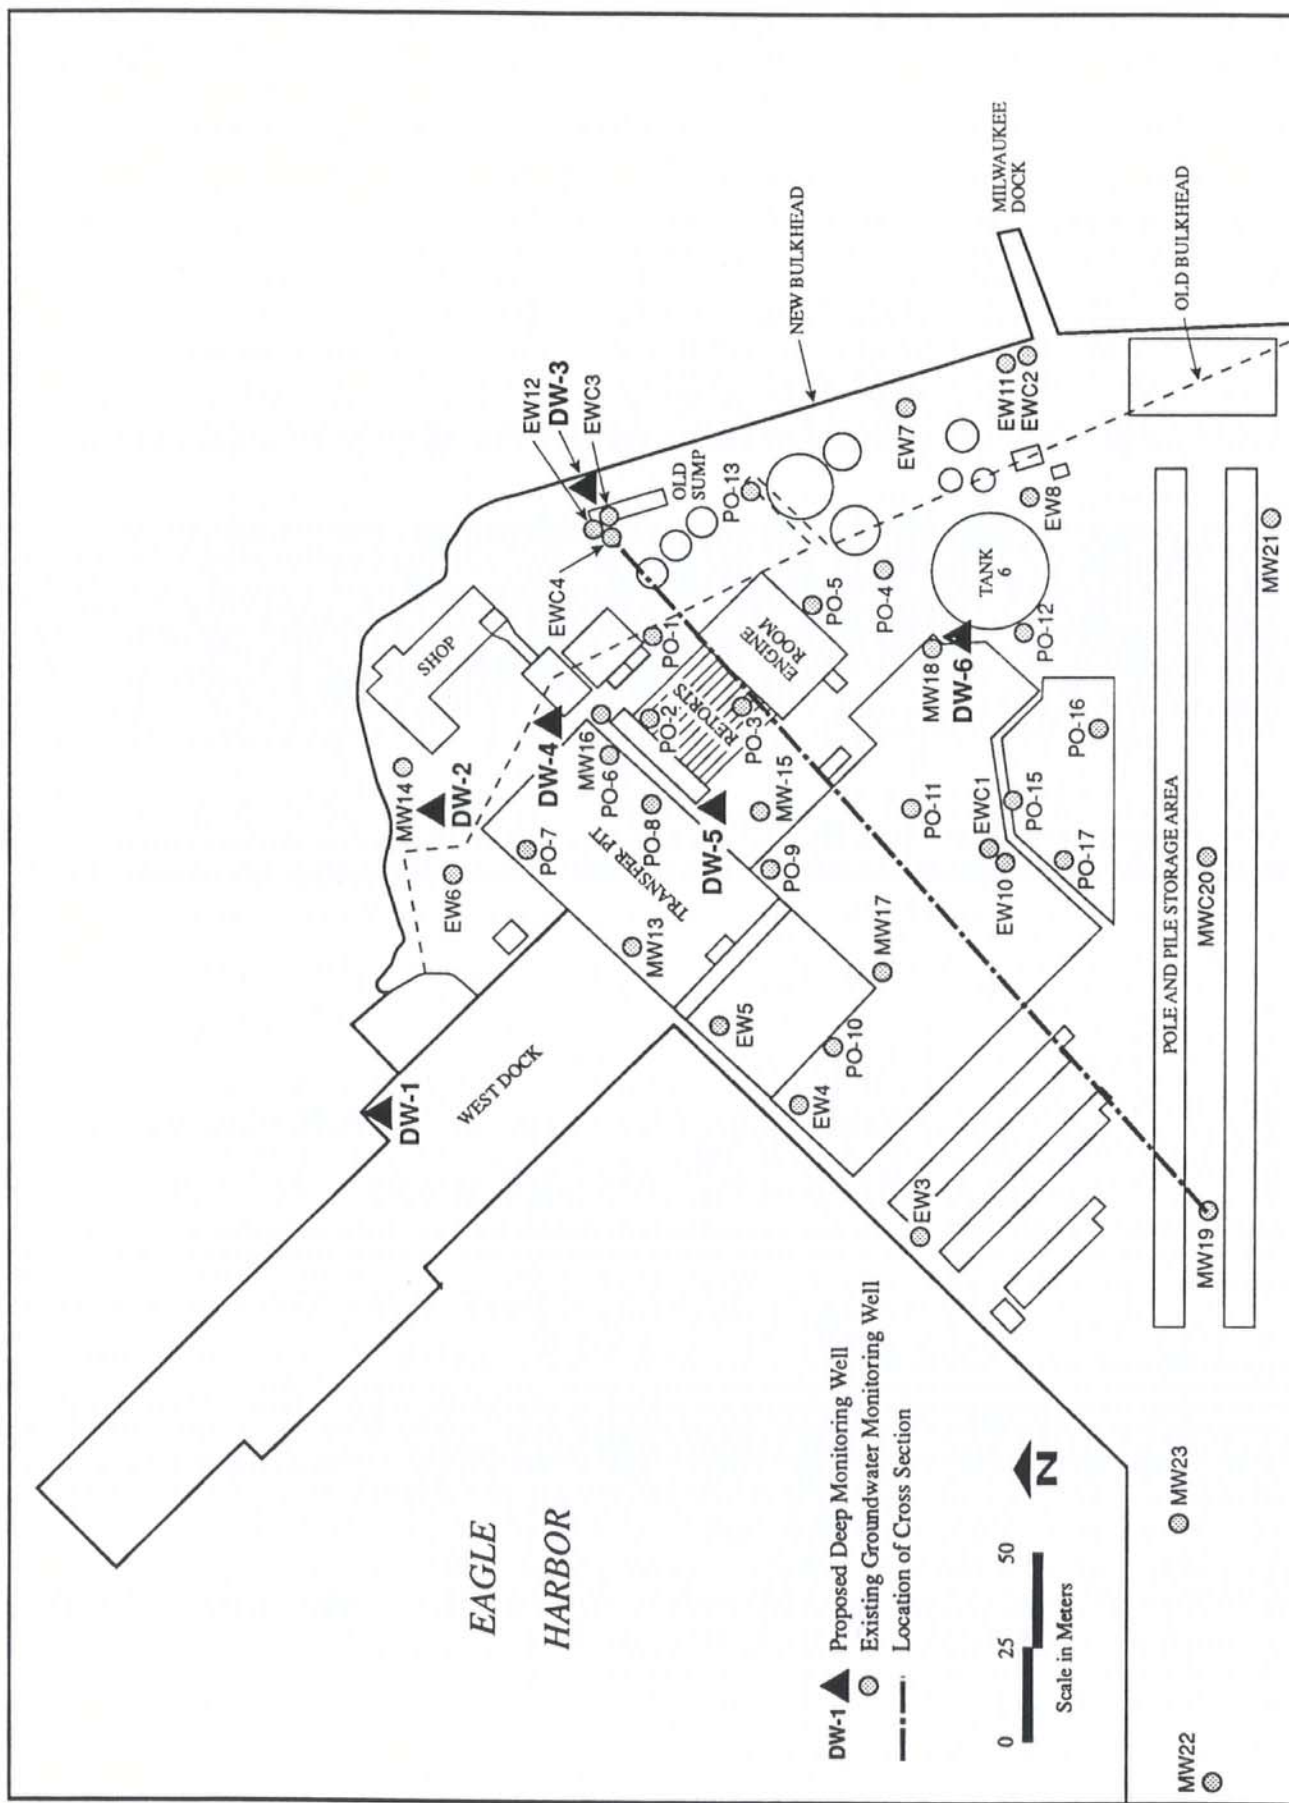 EAGLE
HARBOR
WEST DOCK
DW-1
EW6
MW14
DW-2
SHOP
DW-4
EWC4
EW12
DW-3
EWC3
OLD
SUMP
PO-7
MW16
PO-6
PO-8
TRANSFER PIT
MW13
PO-1
PO-2
RETORTS
PO-3
ENGINE
ROOM
PO-13
PO-5
PO-4
NEW BULKHEAD
MILWAUKEE
DOCK
OLD BULKHEAD
EW7
EW11
EWC2
EW8
TANK
6
DW-5
MW-15
PO-9
MW17
EW5
PO-10
EW4
EW3
MW18
DW-6
PO-12
PO-11
EWC1
EW10
PO-15
PO-16
PO-17
POLE AND PILE STORAGE AREA
MWC20
MW21
MW19
MW23
MW22
DW-1 Proposed Deep Monitoring Well
Existing Groundwater Monitoring Well
Location of Cross Section
0 25 50
Scale in Meters
N